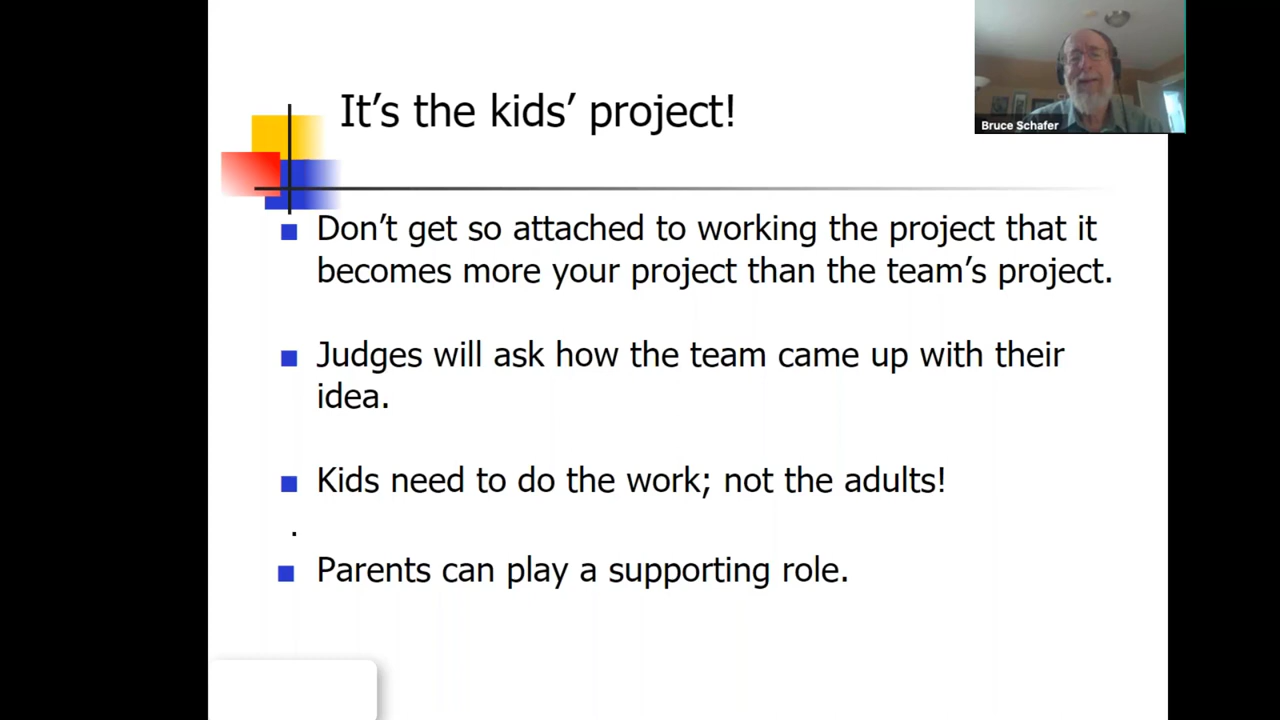 It’s the kids’ project!
Bruce Schafer
Don’t get so attached to working the project that it
becomes more your project than the team’s project.
Judges will ask how the team came up with their
idea.
Kids need to do the work; not the adults!
.
Parents can play a supporting role.